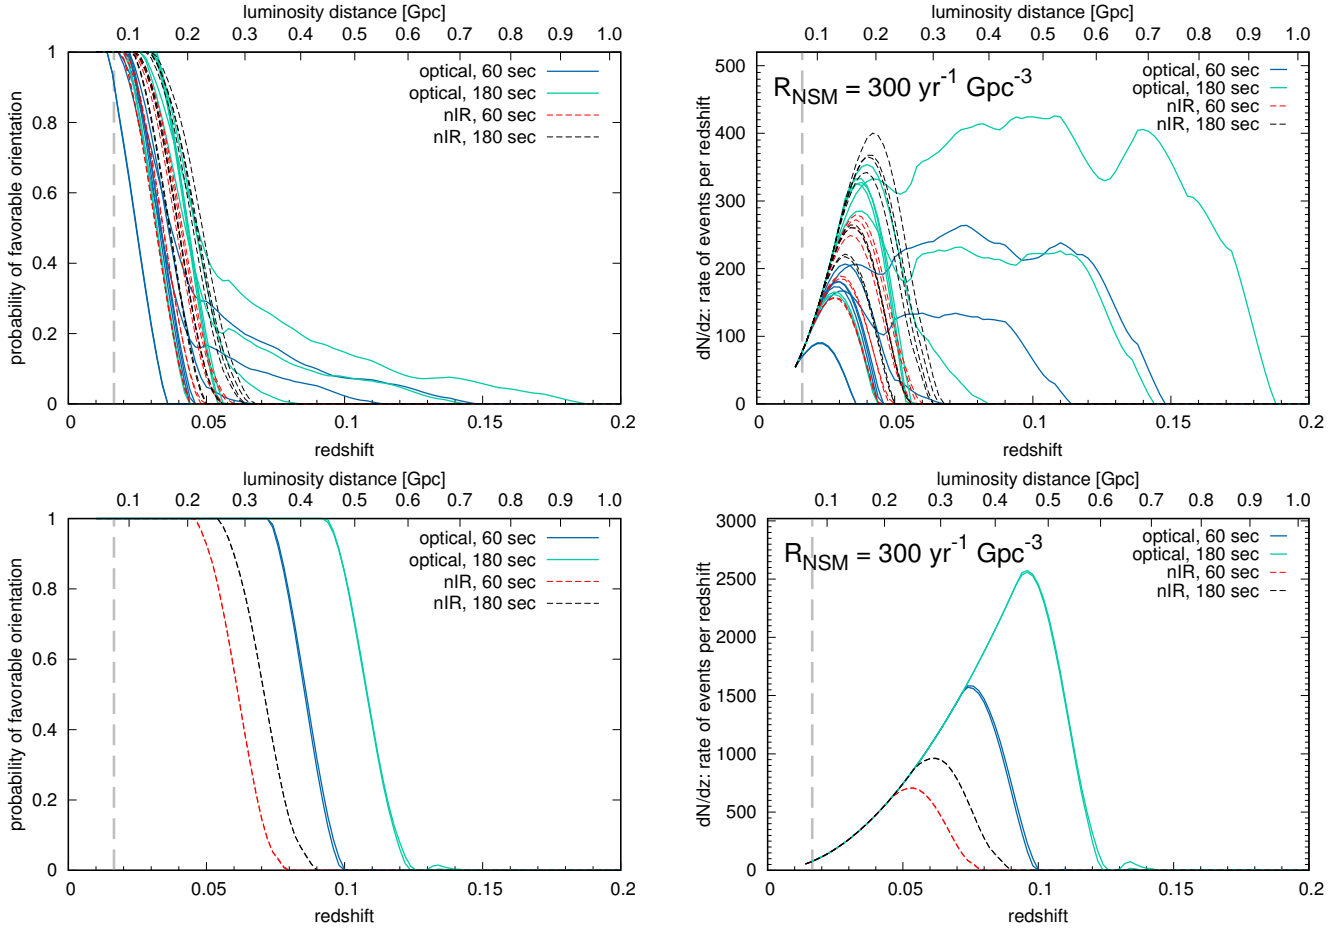 luminosity distance [Gpc]
0.1 0.2 0.3 0.4 0.5 0.6 0.7 0.8 0.9 1.0
probability of favorable orientation
1
0.8
0.6
0.4
0.2
0
optical, 60 sec
optical, 180 sec
nIR, 60 sec
nIR, 180 sec
0 0.05 0.1 0.15 0.2
redshift
luminosity distance [Gpc]
0.1 0.2 0.3 0.4 0.5 0.6 0.7 0.8 0.9 1.0
dN/dz: rate of events per redshift
500
400
300
200
100
0
R_NSM = 300 yr^-1 Gpc^-3
optical, 60 sec
optical, 180 sec
nIR, 60 sec
nIR, 180 sec
0 0.05 0.1 0.15 0.2
redshift
luminosity distance [Gpc]
0.1 0.2 0.3 0.4 0.5 0.6 0.7 0.8 0.9 1.0
probability of favorable orientation
1
0.8
0.6
0.4
0.2
0
optical, 60 sec
optical, 180 sec
nIR, 60 sec
nIR, 180 sec
0 0.05 0.1 0.15 0.2
redshift
luminosity distance [Gpc]
0.1 0.2 0.3 0.4 0.5 0.6 0.7 0.8 0.9 1.0
dN/dz: rate of events per redshift
3000
2500
2000
1500
1000
500
0
R_NSM = 300 yr^-1 Gpc^-3
optical, 60 sec
optical, 180 sec
nIR, 60 sec
nIR, 180 sec
0 0.05 0.1 0.15 0.2
redshift